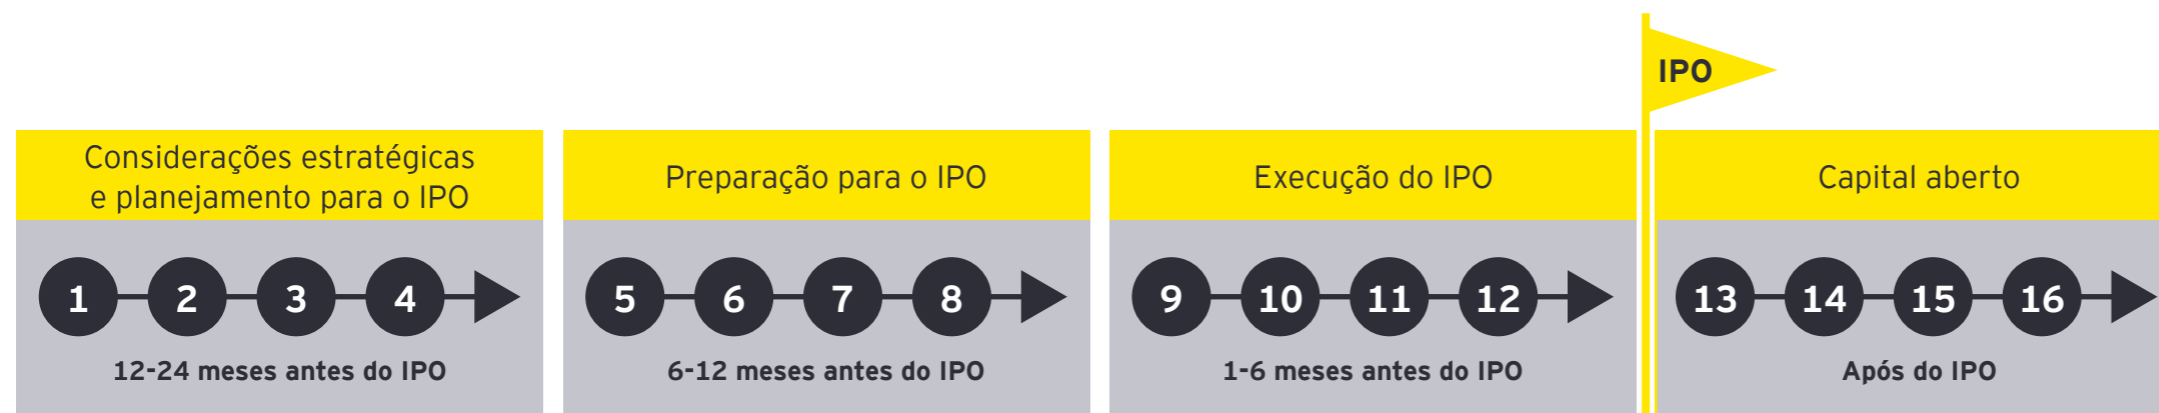 IPO
Considerações estratégicas
e planejamento para o IPO
1 2 3 4
12-24 meses antes do IPO
Preparação para o IPO
5 6 7 8
6-12 meses antes do IPO
Execução do IPO
9 10 11 12
1-6 meses antes do IPO
Capital aberto
13 14 15 16
Após do IPO